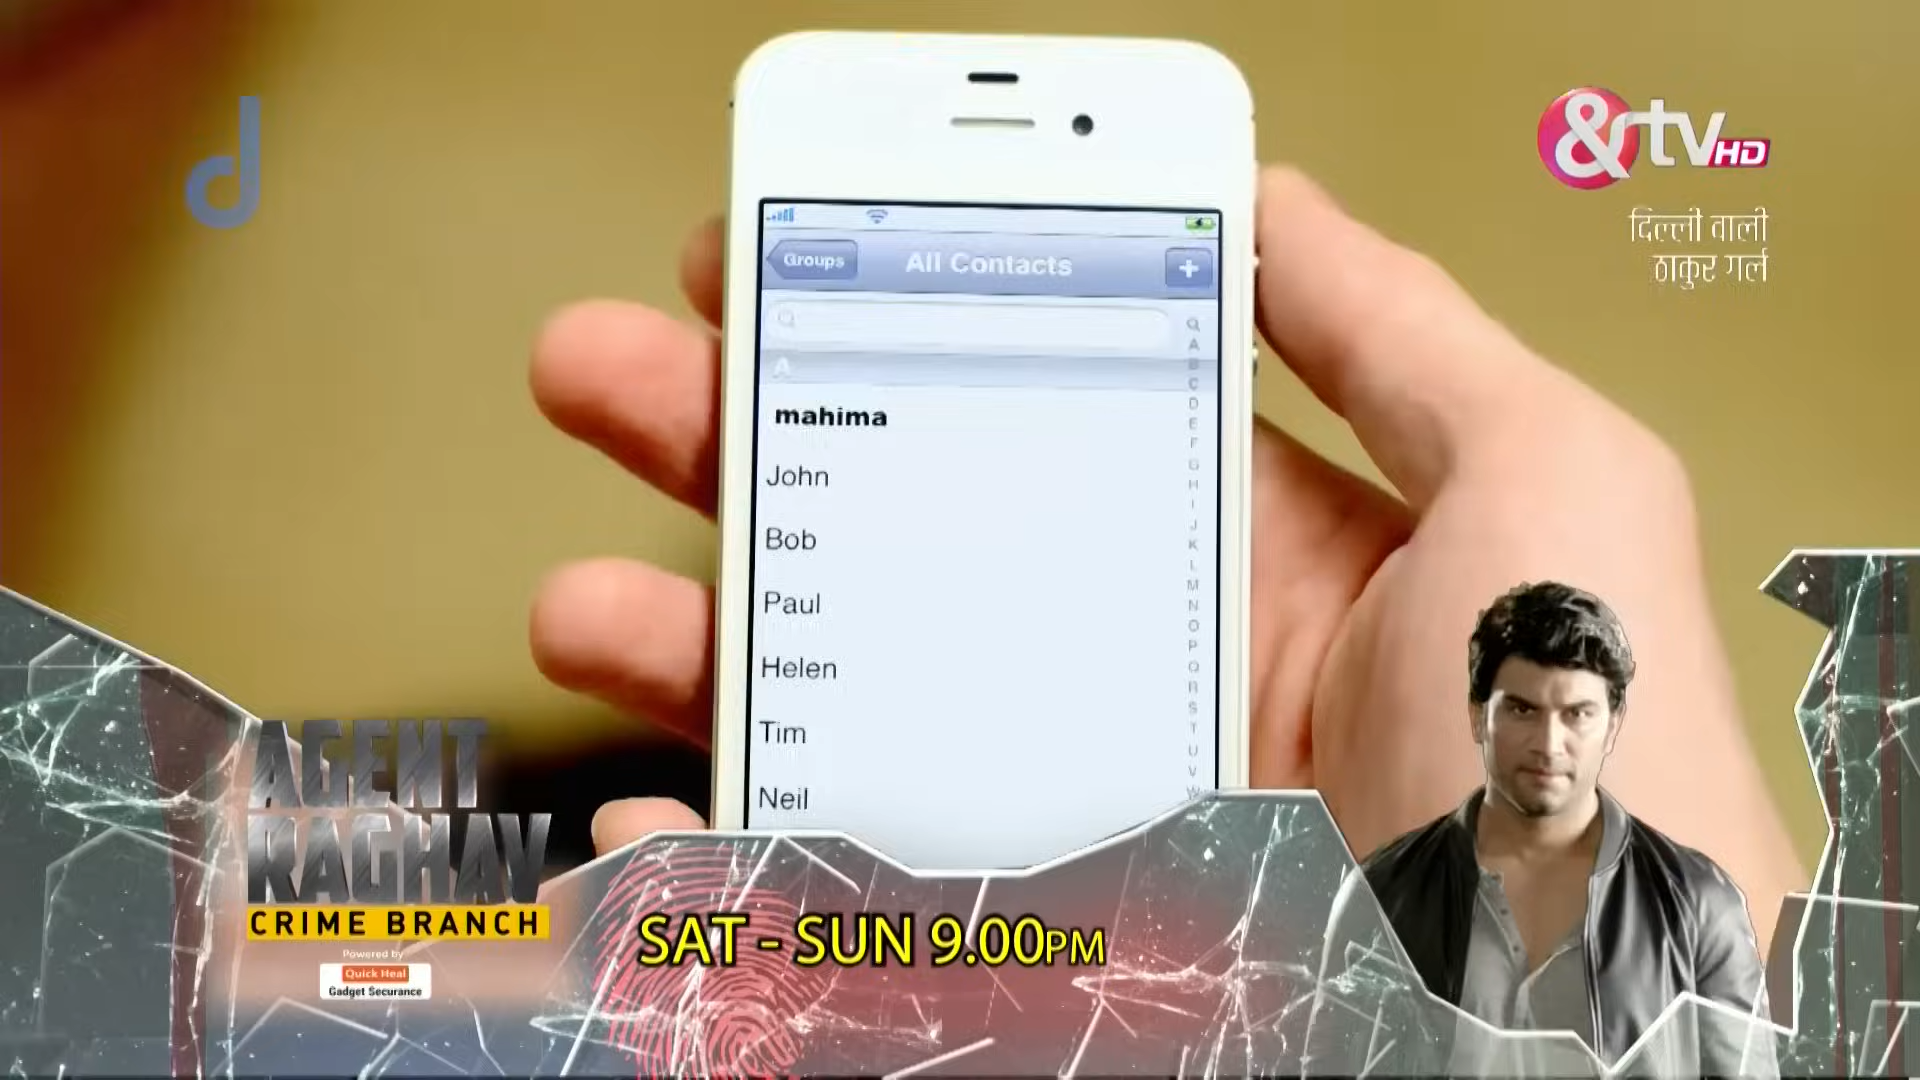 d
&tv HD
दिल्ली वाली
ठाकुर गर्ल
Groups
All Contacts
+
A
mahima
John
Bob
Paul
Helen
Tim
Neil
Q
A
B
C
D
E
F
G
H
I
J
K
L
M
N
O
P
Q
R
S
T
U
V
W
AGENT
RAGHAV
CRIME BRANCH
Powered by
Quick Heal
Gadget Securance
SAT - SUN 9.00PM